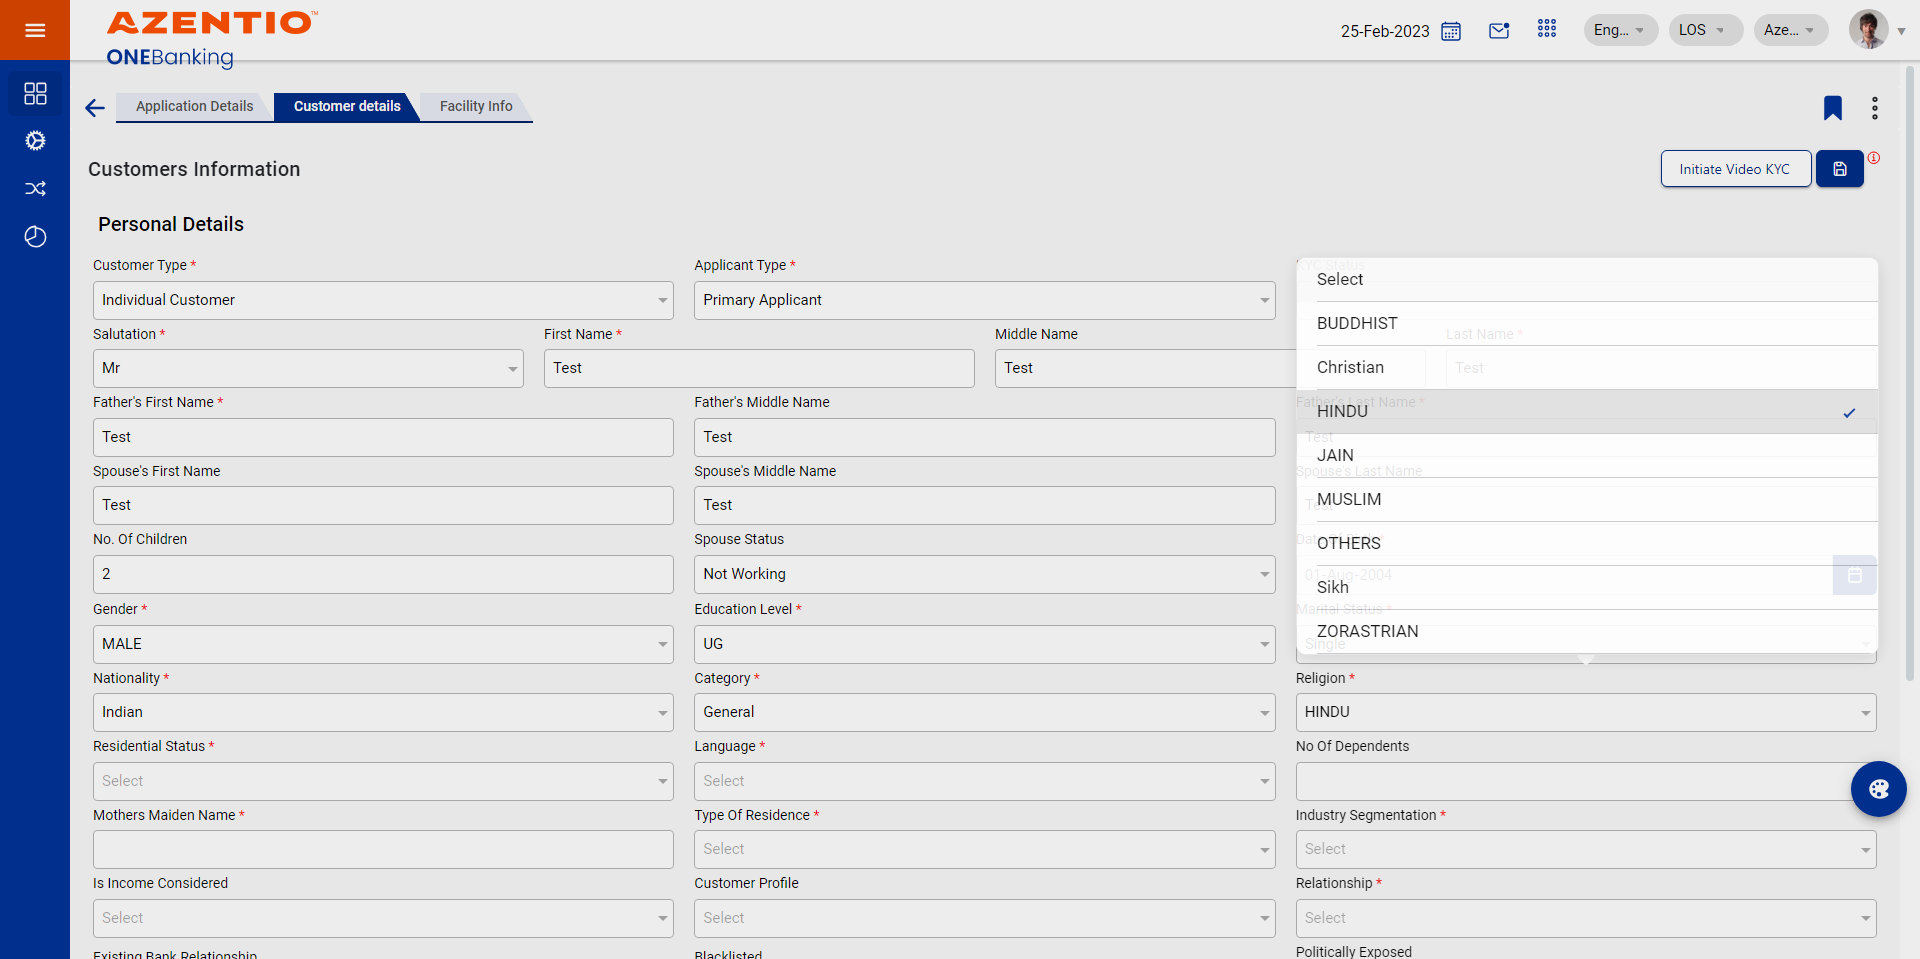 AZENTIO™
ONEBanking
25-Feb-2023
Eng...
LOS
Aze...
Application Details
Customer details
Facility Info
Customers Information
Initiate Video KYC
Personal Details
Customer Type *
Applicant Type *
KYC Status
Individual Customer
Primary Applicant
Select
BUDDHIST
Christian
HINDU
JAIN
MUSLIM
OTHERS
Sikh
ZORASTRIAN
Salutation *
First Name *
Middle Name
Last Name *
Mr
Test
Test
Test
Father's First Name *
Father's Middle Name
Father's Last Name *
Test
Test
Test
Spouse's First Name
Spouse's Middle Name
Spouse's Last Name
Test
Test
No. Of Children
Spouse Status
2
Not Working
01-Aug-2004
Gender *
Education Level *
Marital Status *
MALE
UG
Single
Nationality *
Category *
Religion *
Indian
General
HINDU
Residential Status *
Language *
No Of Dependents
Select
Select
Mothers Maiden Name *
Type Of Residence *
Industry Segmentation *
Select
Select
Is Income Considered
Customer Profile
Relationship *
Select
Select
Select
Existing Bank Relationship
Blacklisted
Politically Exposed